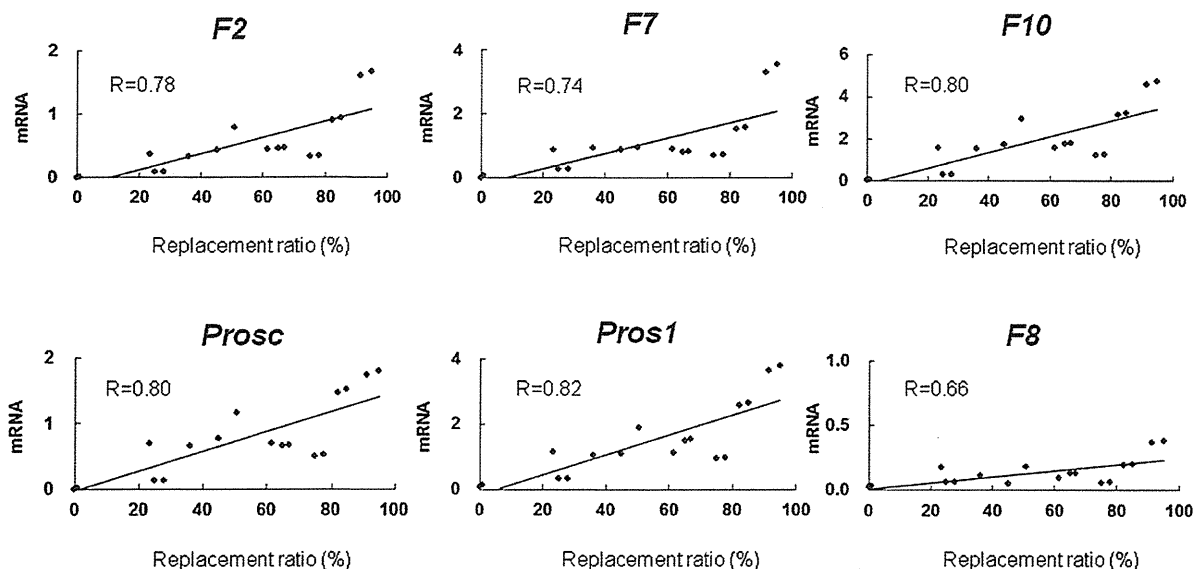 F2
2
1
0
mRNA
R=0.78
0 20 40 60 80 100
Replacement ratio (%)
F7
4
2
0
mRNA
R=0.74
0 20 40 60 80 100
Replacement ratio (%)
F10
6
4
2
0
mRNA
R=0.80
0 20 40 60 80 100
Replacement ratio (%)
Prosc
2
1
0
mRNA
R=0.80
0 20 40 60 80 100
Replacement ratio (%)
Pros1
4
2
0
mRNA
R=0.82
0 20 40 60 80 100
Replacement ratio (%)
F8
1.0
0.5
0.0
mRNA
R=0.66
0 20 40 60 80 100
Replacement ratio (%)